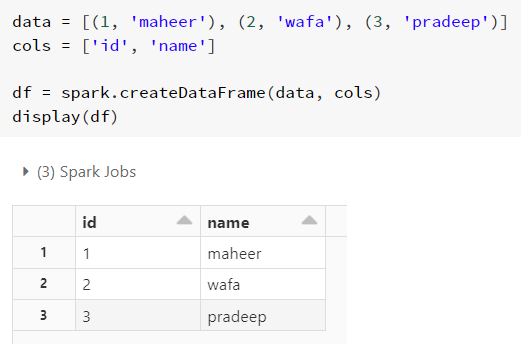 data = [(1, 'maheer'), (2, 'wafa'), (3, 'pradeep')]
cols = ['id', 'name']
df = spark.createDataFrame(data, cols)
display(df)
(3) Spark Jobs
id name
1 1 maheer
2 2 wafa
3 3 pradeep